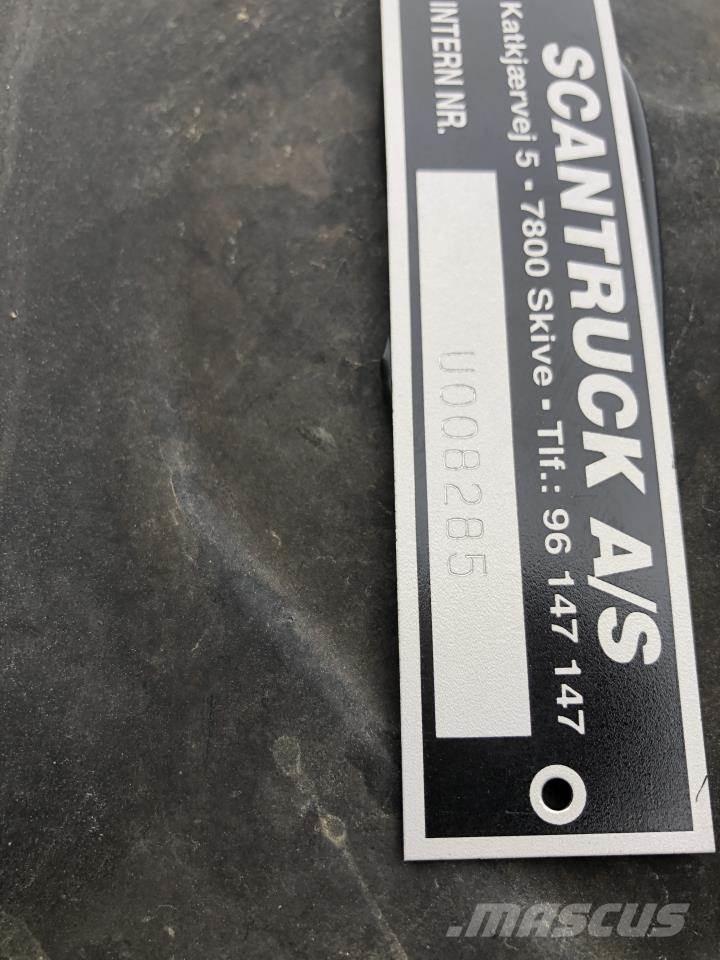 SCANTRUCK A/S
Katkjærvej 5 - 7800 Skive - Tlf.: 96 147 147
INTERN NR. U008285
.MASCUS